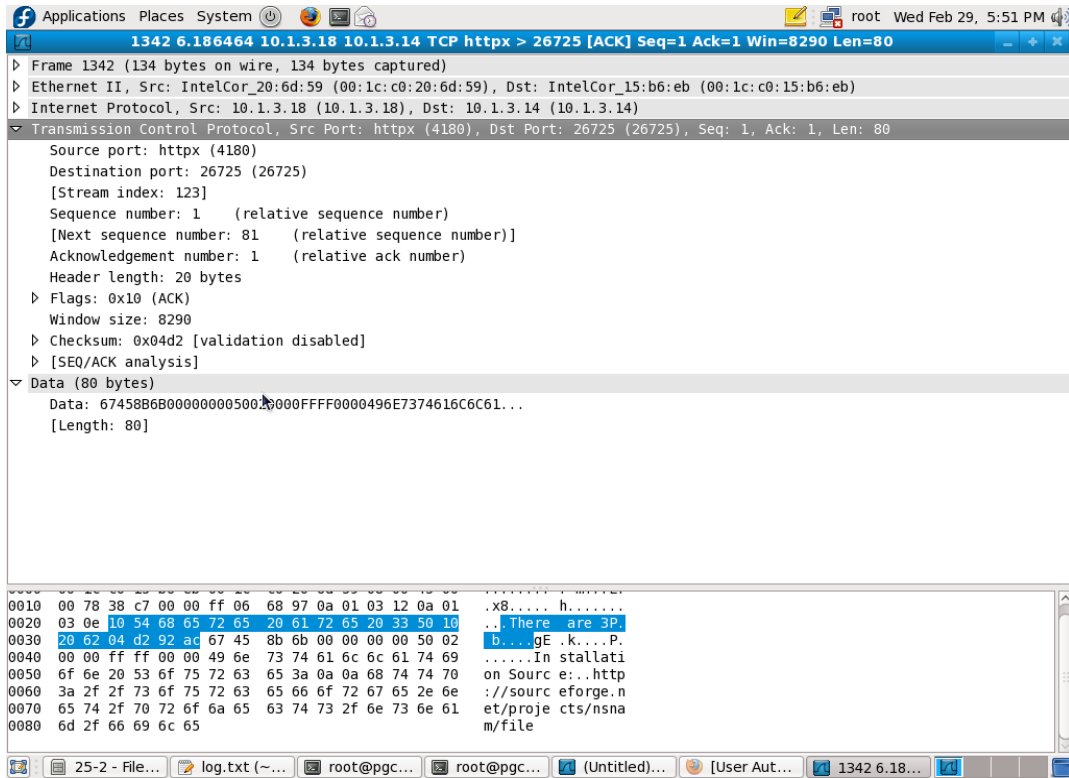 Applications Places System root Wed Feb 29, 5:51 PM
1342 6.186464 10.1.3.18 10.1.3.14 TCP httpx > 26725 [ACK] Seq=1 Ack=1 Win=8290 Len=80
Frame 1342 (134 bytes on wire, 134 bytes captured)
Ethernet II, Src: IntelCor_20:6d:59 (00:1c:c0:20:6d:59), Dst: IntelCor_15:b6:eb (00:1c:c0:15:b6:eb)
Internet Protocol, Src: 10.1.3.18 (10.1.3.18), Dst: 10.1.3.14 (10.1.3.14)
Transmission Control Protocol, Src Port: httpx (4180), Dst Port: 26725 (26725), Seq: 1, Ack: 1, Len: 80
Source port: httpx (4180)
Destination port: 26725 (26725)
[Stream index: 123]
Sequence number: 1 (relative sequence number)
[Next sequence number: 81 (relative sequence number)]
Acknowledgement number: 1 (relative ack number)
Header length: 20 bytes
Flags: 0x10 (ACK)
Window size: 8290
Checksum: 0x04d2 [validation disabled]
[SEQ/ACK analysis]
Data (80 bytes)
Data:
[Length: 80]
0010 00 78 38 c7 00 00 ff 06 68 97 0a 01 03 12 0a 01 .x8..... h.......
0020 03 0e 10 54 68 65 72 65 20 61 72 65 20 33 50 10 ...There are 3P.
0030 20 62 04 d2 92 ac 67 45 8b 6b 00 00 00 00 50 02 b....gE .k....P.
0040 00 00 ff ff 00 00 49 6e 73 74 61 6c 6c 61 74 69 ......In stallati
0050 6f 6e 20 53 6f 75 72 63 65 3a 0a 0a 68 74 74 70 on Sourc e:..http
0060 3a 2f 2f 73 6f 75 72 63 65 66 6f 72 67 65 2e 6e ://sourc eforge.n
0070 65 74 2f 70 72 6f 6a 65 63 74 73 2f 6e 73 6e 61 et/proje cts/nsna
0080 6d 2f 66 69 6c 65 m/file
25-2 - File... log.txt (~... root@pgc... root@pgc... (Untitled)... [User Aut... 1342 6.18...